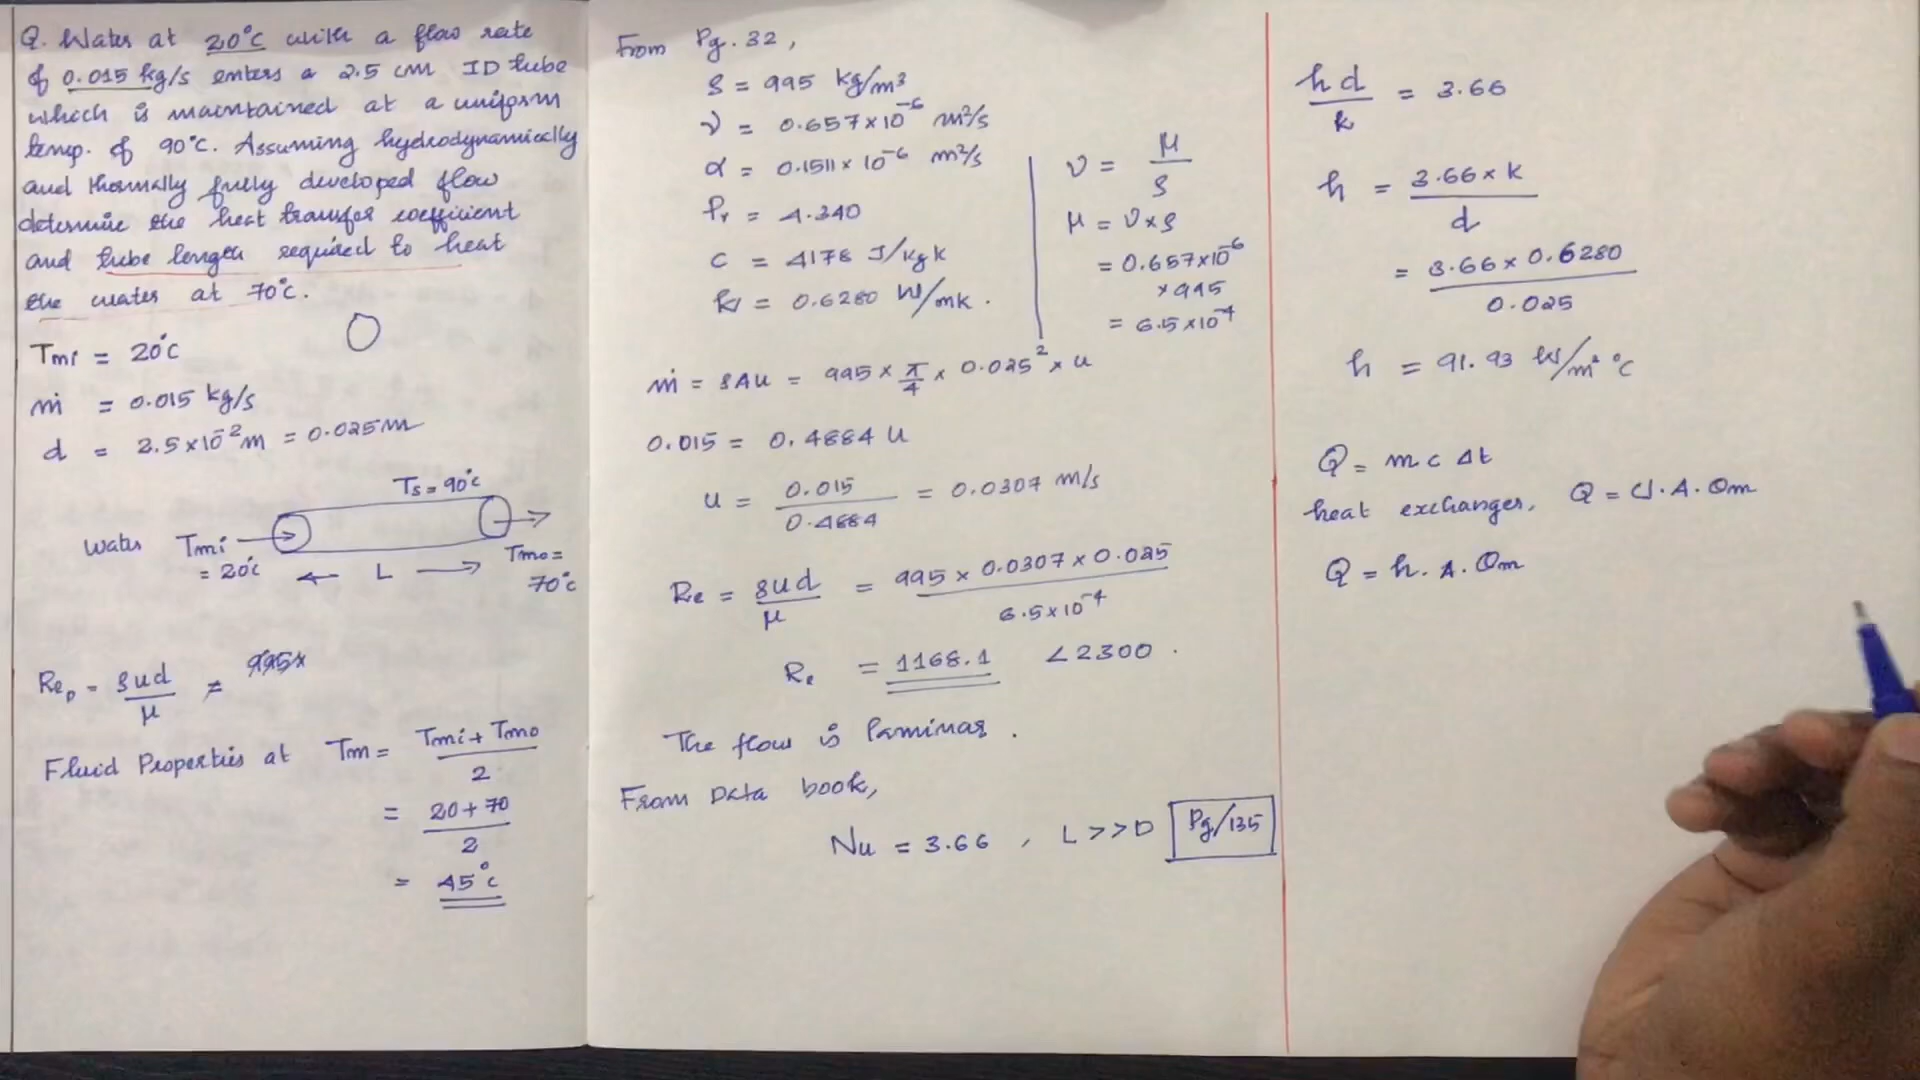 Q. Water at 20°C with a flow rate
of 0.015 kg/s enters a 2.5 cm ID tube
which is maintained at a uniform
temp. of 90°C. Assuming hydrodynamically
and thermally fully developed flow
determine the heat transfer coefficient
and tube length required to heat
the water at 70°C.
Tmi = 20°C
ṁ = 0.015 kg/s
d = 2.5×10⁻²m = 0.025m
Ts = 90°C
Water Tmi = 20°C
L
Tmo = 70°C
Re_D = ρud/μ ≠ 995×
Fluid Properties at Tm = (Tmi + Tmo)/2
= (20+70)/2
= 45°C
From Pg. 32,
ρ = 995 kg/m³
ν = 0.657×10⁻⁶ m²/s
α = 0.1511×10⁻⁶ m²/s
Pr = 4.340
c = 4178 J/kgk
k = 0.6280 W/mk.
ν = μ/ρ
μ = ν×ρ
= 0.657×10⁻⁶
×995
= 6.5×10⁻⁴
ṁ = ρAu = 995 × π/4 × 0.025² × u
0.015 = 0.4884 u
u = 0.015/0.4884 = 0.0307 m/s
Re = ρud/μ = (995 × 0.0307 × 0.025)/(6.5×10⁻⁴)
Re = 1168.1 <2300.
The flow is laminar.
From Data book,
Nu = 3.66, L>>D Pg/135
hd/k = 3.66
h = (3.66×k)/d
= (3.66×0.6280)/0.025
h = 91.93 W/m²°C
Q = mcΔt
heat exchanger, Q = U.A.Θm
Q = h.A.Θm